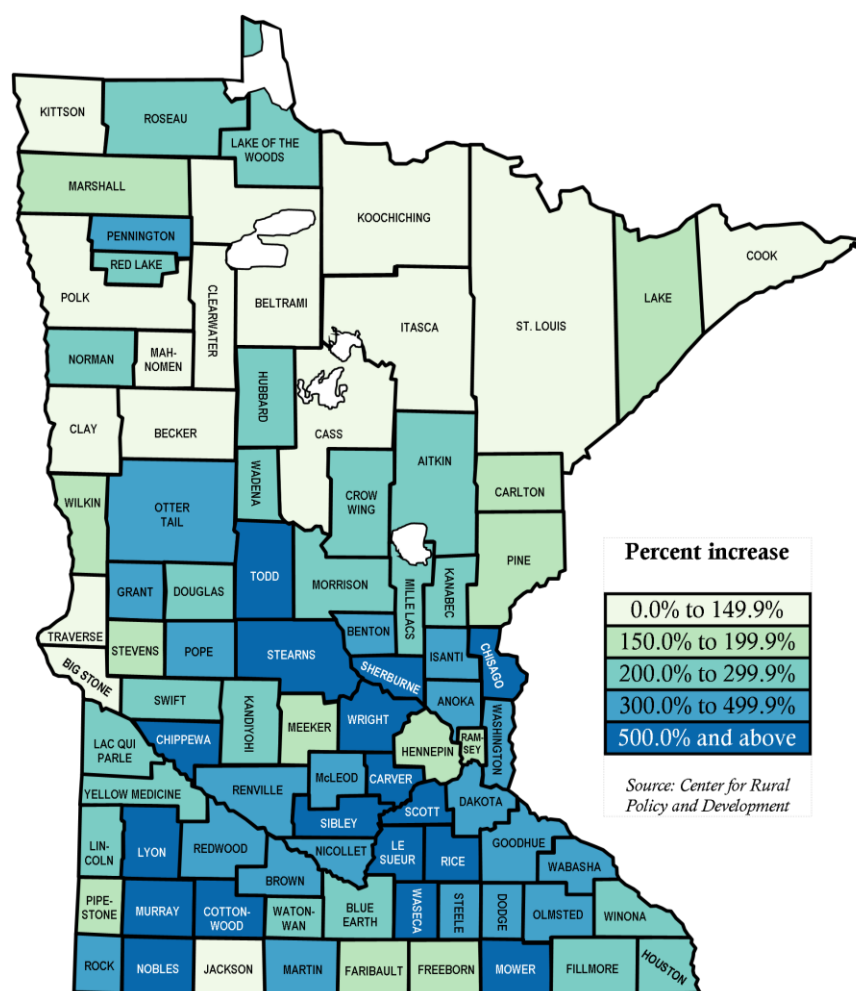 KITTSON
ROSEAU
LAKE OF THE
WOODS
MARSHALL
KOOCHICHING
PENNINGTON
RED LAKE
POLK
CLEARWATER
BELTRAMI
ITASCA
ST. LOUIS
LAKE
COOK
NORMAN
MAH-
NOMEN
HUBBARD
CASS
CLAY
BECKER
AITKIN
WADENA
CROW
WING
CARLTON
WILKIN
OTTER
TAIL
PINE
GRANT
DOUGLAS
TODD
MORRISON
MILLE LACS
KANABEC
TRAVERSE
STEVENS
POPE
STEARNS
BENTON
ISANTI
CHISAGO
BIG STONE
SHERBURNE
ANOKA
WASHINGTON
SWIFT
KANDIYOHI
MEEKER
WRIGHT
HENNEPIN
RAM-
SEY
LAC QUI
PARLE
CHIPPEWA
RENVILLE
McLEOD
CARVER
SCOTT
DAKOTA
YELLOW MEDICINE
SIBLEY
LIN-
COLN
LYON
REDWOOD
NICOLLET
LE
SUEUR
RICE
GOODHUE
WABASHA
BROWN
PIPE-
STONE
MURRAY
COTTON-
WOOD
WATON-
WAN
BLUE
EARTH
WASECA
STEELE
DODGE
OLMSTED
WINONA
ROCK
NOBLES
JACKSON
MARTIN
FARIBAULT
FREEBORN
MOWER
FILLMORE
HOUSTON
Percent increase
0.0% to 149.9%
150.0% to 199.9%
200.0% to 299.9%
300.0% to 499.9%
500.0% and above
Source: Center for Rural
Policy and Development